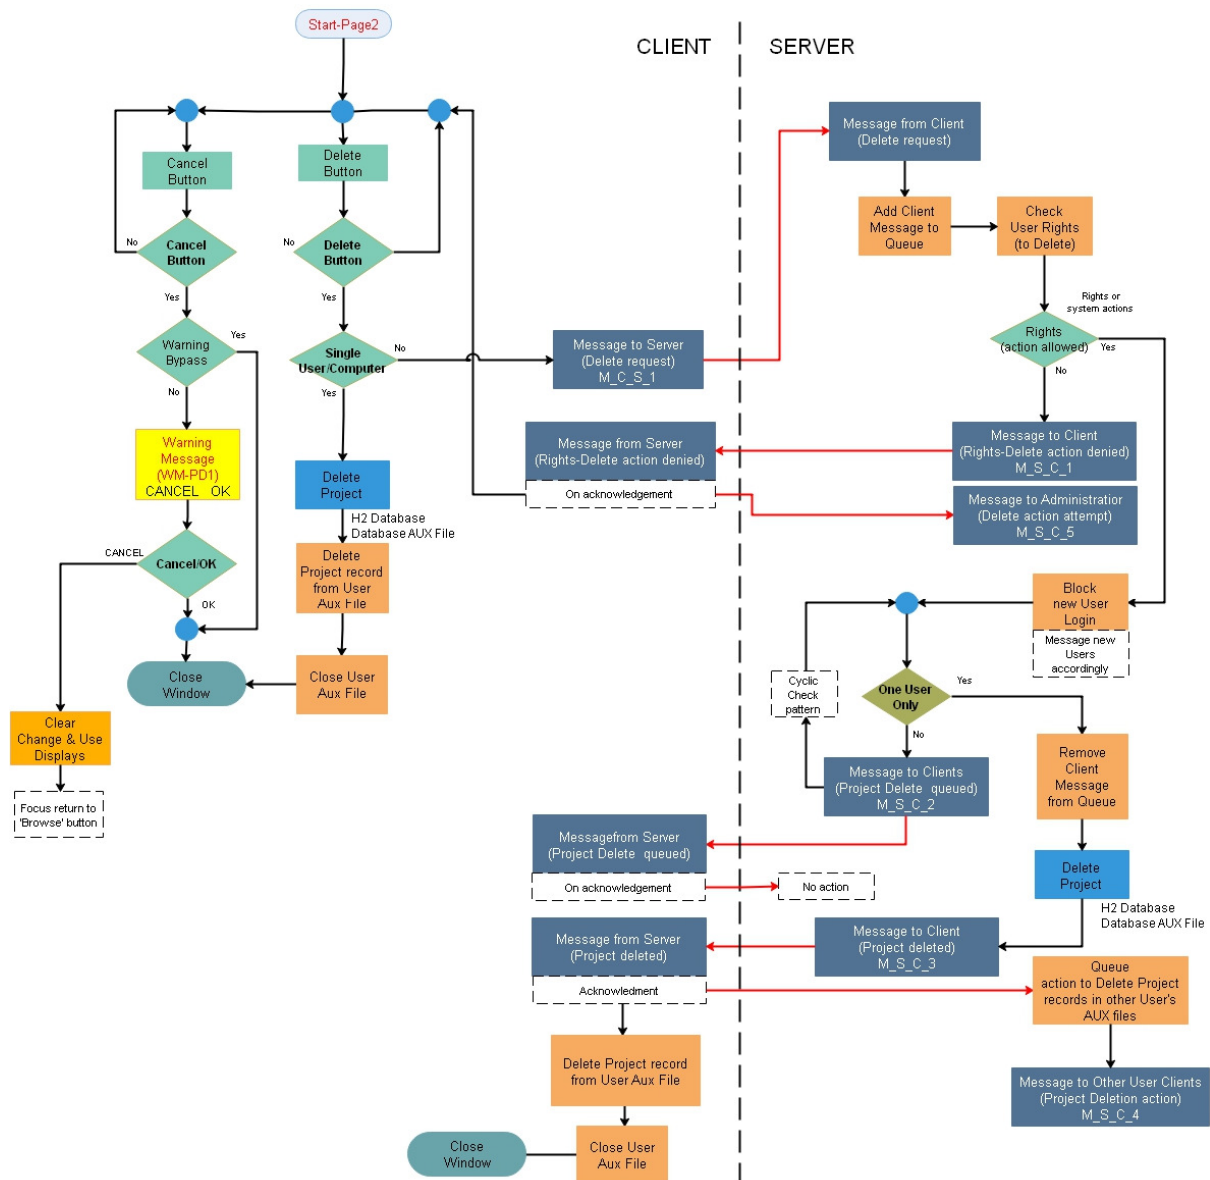 Start-Page2
CLIENT
SERVER
Cancel
Button
Delete
Button
Cancel
Button
No
Yes
Delete
Button
No
Yes
Warning
Bypass
Yes
No
Single
User/Computer
No
Yes
Warning
Message
(WM-PD1)
CANCEL OK
Delete
Project
H2 Database
Database AUX File
Cancel/OK
CANCEL
OK
Delete
Project record
from User
Aux File
Close
Window
Close User
Aux File
Clear
Change & Use
Displays
Focus return to
'Browse' button
Message to Server
(Delete request)
M_C_S_1
Message from Client
(Delete request)
Add Client
Message to
Queue
Check
User Rights
(to Delete)
Rights or
system actions
Rights
(action allowed)
Yes
No
Message from Server
(Rights-Delete action denied)
On acknowledgement
Message to Client
(Rights-Delete action denied)
M_S_C_1
Message to Administratior
(Delete action attempt)
M_S_C_5
Block
new User
Login
Message new
Users
accordingly
Cyclic
Check
pattern
One User
Only
Yes
No
Message to Clients
(Project Delete queued)
M_S_C_2
Remove
Client
Message
from Queue
Messagefrom Server
(Project Delete queued)
On acknowledgement
No action
Delete
Project
H2 Database
Database AUX File
Message from Server
(Project deleted)
Acknowledment
Message to Client
(Project deleted)
M_S_C_3
Queue
action to Delete Project
records in other User's
AUX files
Delete Project record
from User Aux File
Message to Other User Clients
(Project Deletion action)
M_S_C_4
Close
Window
Close User
Aux File